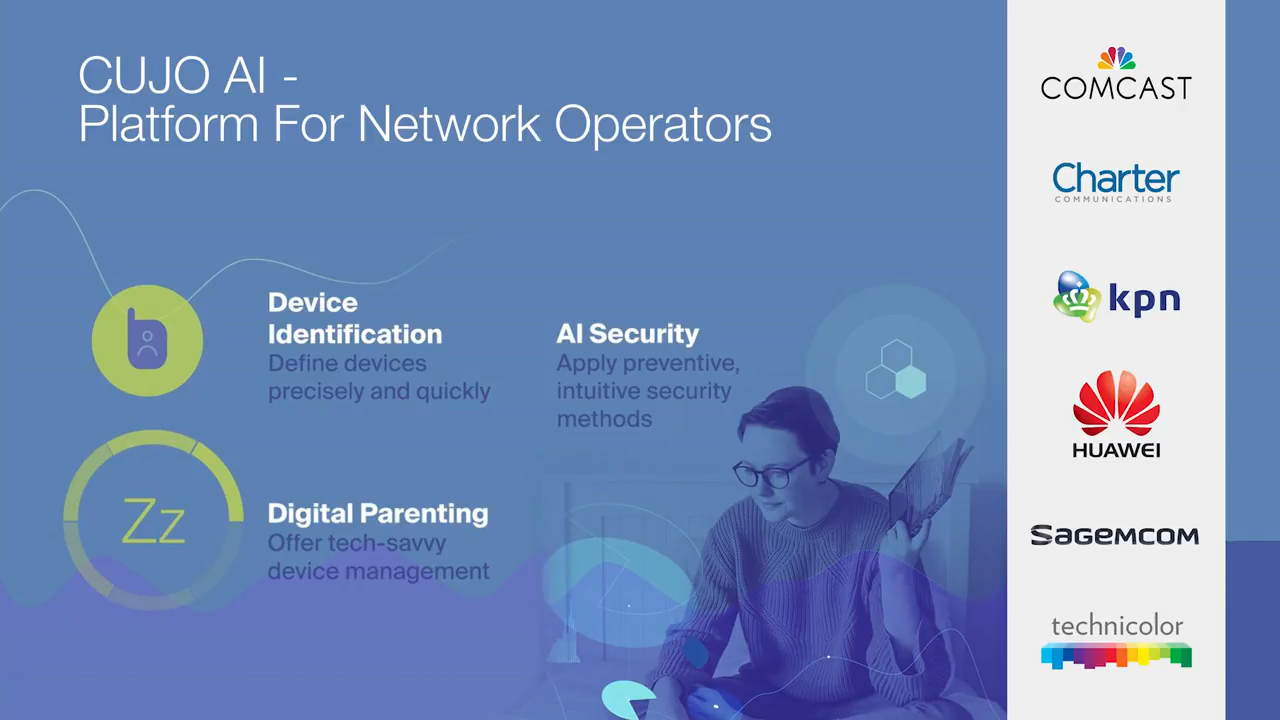 CUJO AI -
Platform For Network Operators
Device
Identification
Define devices
precisely and quickly
AI Security
Apply preventive,
intuitive security
methods
Zz
Digital Parenting
Offer tech-savvy
device management
COMCAST
Charter
COMMUNICATIONS
kpn
HUAWEI
SAGEMCOM
technicolor